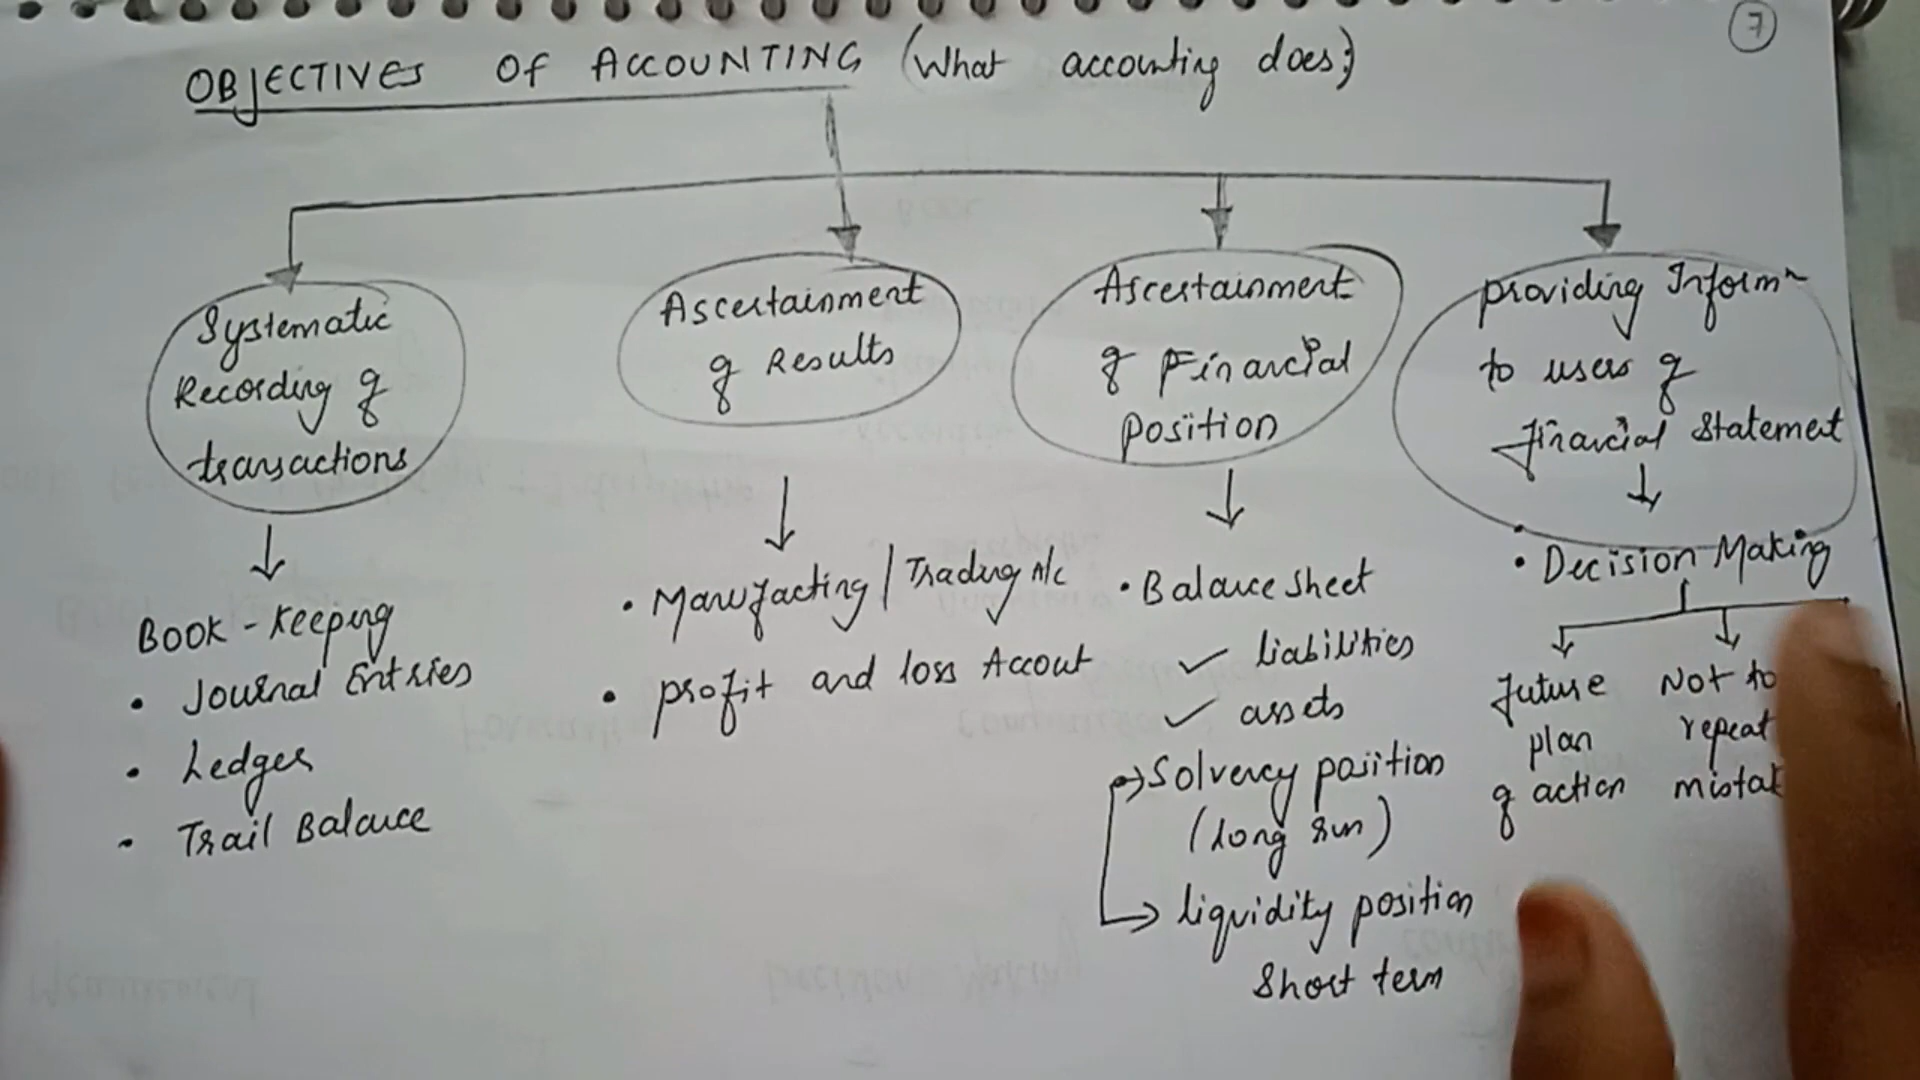 7
OBJECTIVES OF ACCOUNTING (What accounting does?)
Systematic
Recording of
transactions
Book-Keeping
• Journal Entries
• Ledger
• Trail Balance
Ascertainment
of Results
• Manufacting / Trading A/c
• profit and loss Accout
Ascertainment
of Financial
position
• Balance sheet
✓ liabilities
✓ assets
→ Solvency position
(long run)
→ liquidity position
Short term
providing Inform~
to users of
financial Statement
• Decision Making
future
plan
of action
Not to
repeat